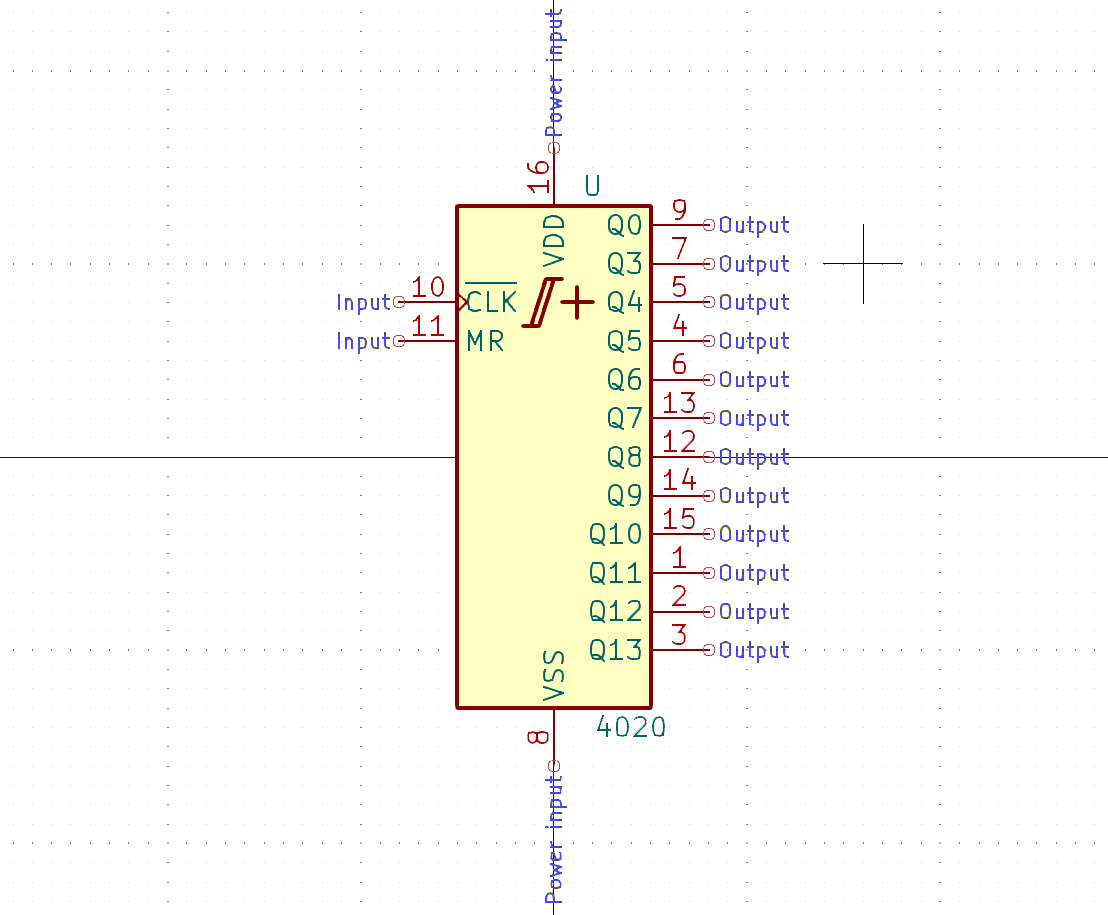 Power input
16
U
VDD
Q0 9 Output
Q3 7 Output
Input 10 CLK Q4 5 Output
Input 11 MR Q5 4 Output
Q6 6 Output
Q7 13 Output
Q8 12 Output
Q9 14 Output
Q10 15 Output
Q11 1 Output
Q12 2 Output
Q13 3 Output
VSS
4020
8
Power input